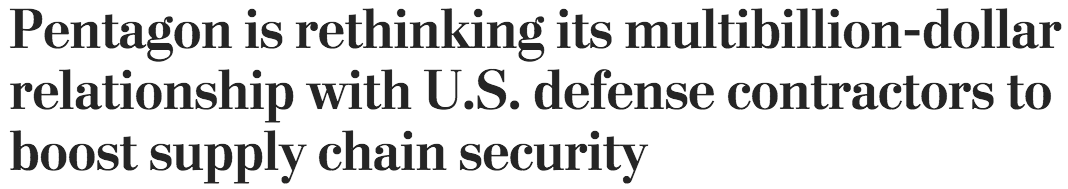 Pentagon is rethinking its multibillion-dollar
relationship with U.S. defense contractors to
boost supply chain security